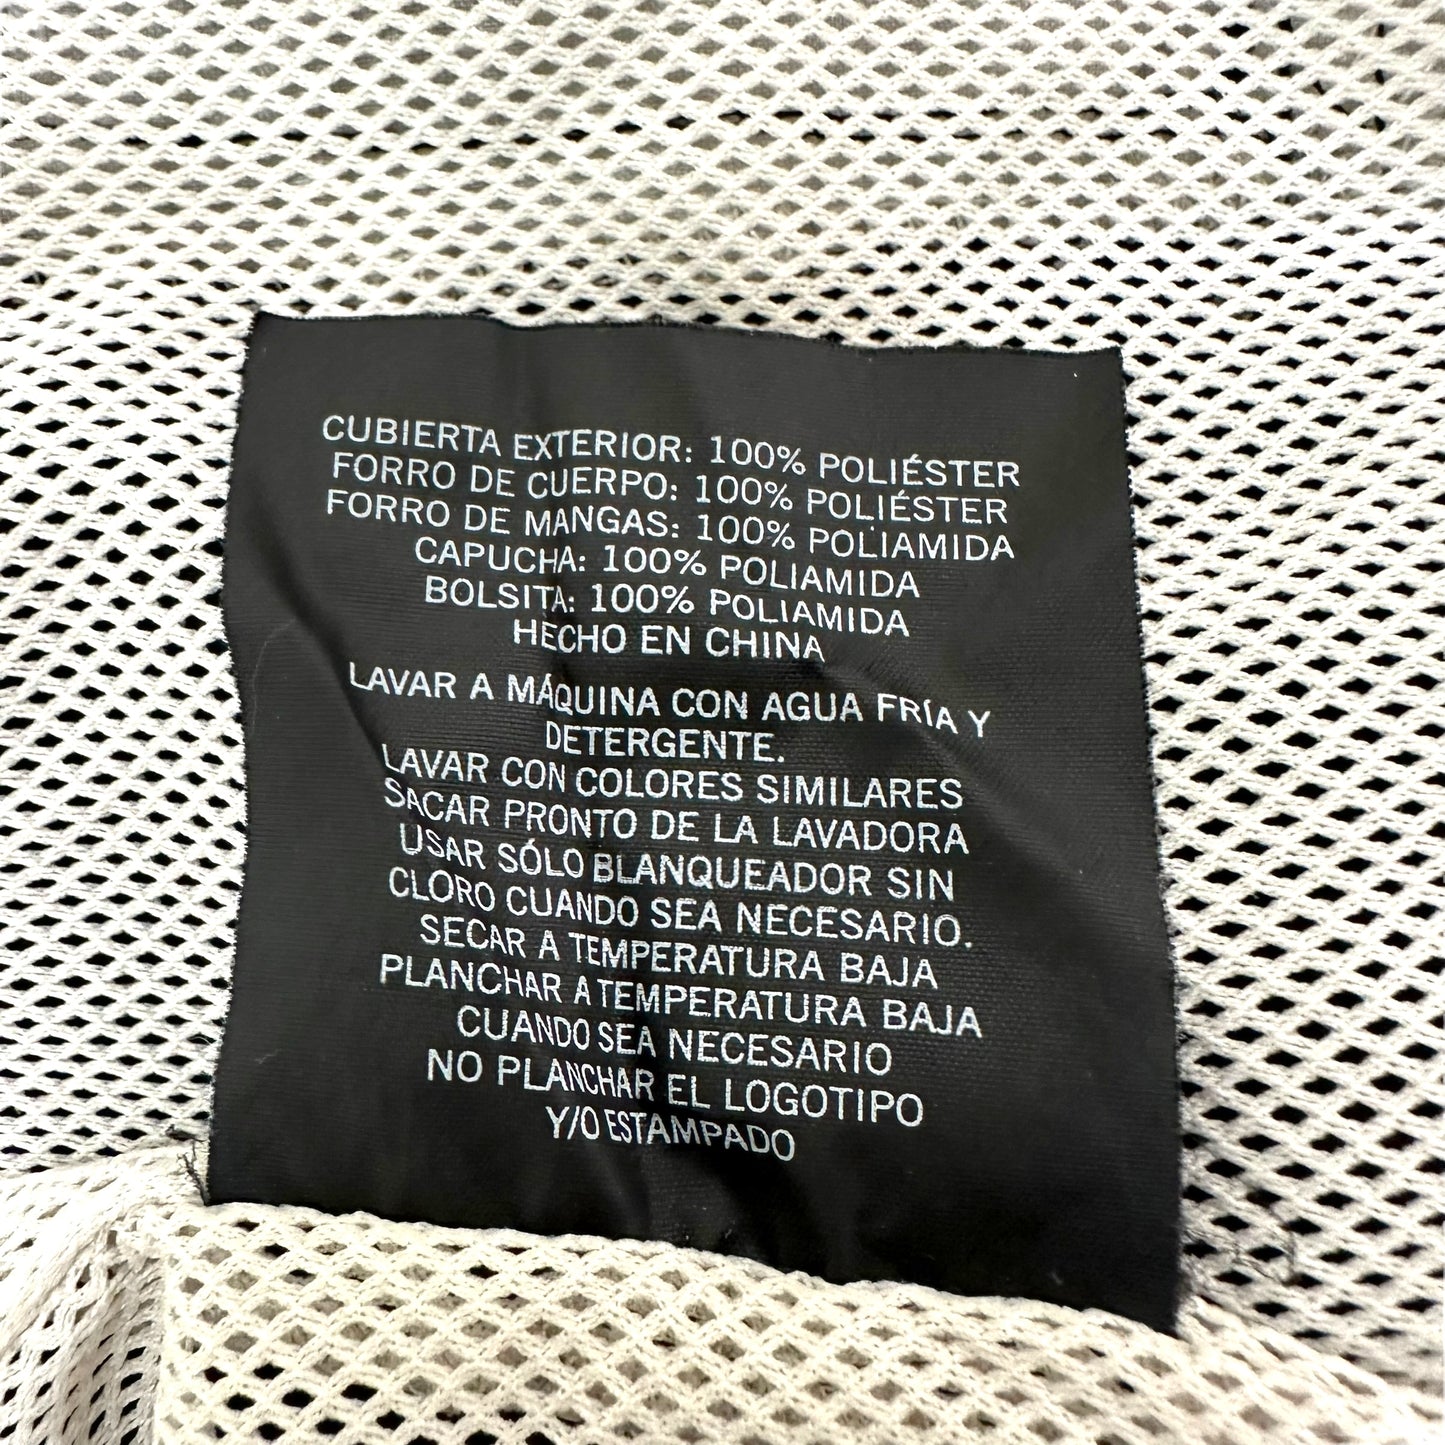 CUBIERTA EXTERIOR: 100% POLIÉSTER
FORRO DE CUERPO: 100% POLIÉSTER
FORRO DE MANGAS: 100% POLIAMIDA
CAPUCHA: 100% POLIAMIDA
BOLSITA: 100% POLIAMIDA
HECHO EN CHINA
LAVAR A MÁQUINA CON AGUA FRÍA Y
DETERGENTE.
LAVAR CON COLORES SIMILARES
SACAR PRONTO DE LA LAVADORA
USAR SÓLO BLANQUEADOR SIN
CLORO CUANDO SEA NECESARIO.
SECAR A TEMPERATURA BAJA
PLANCHAR A TEMPERATURA BAJA
CUANDO SEA NECESARIO
NO PLANCHAR EL LOGOTIPO
Y/O ESTAMPADO